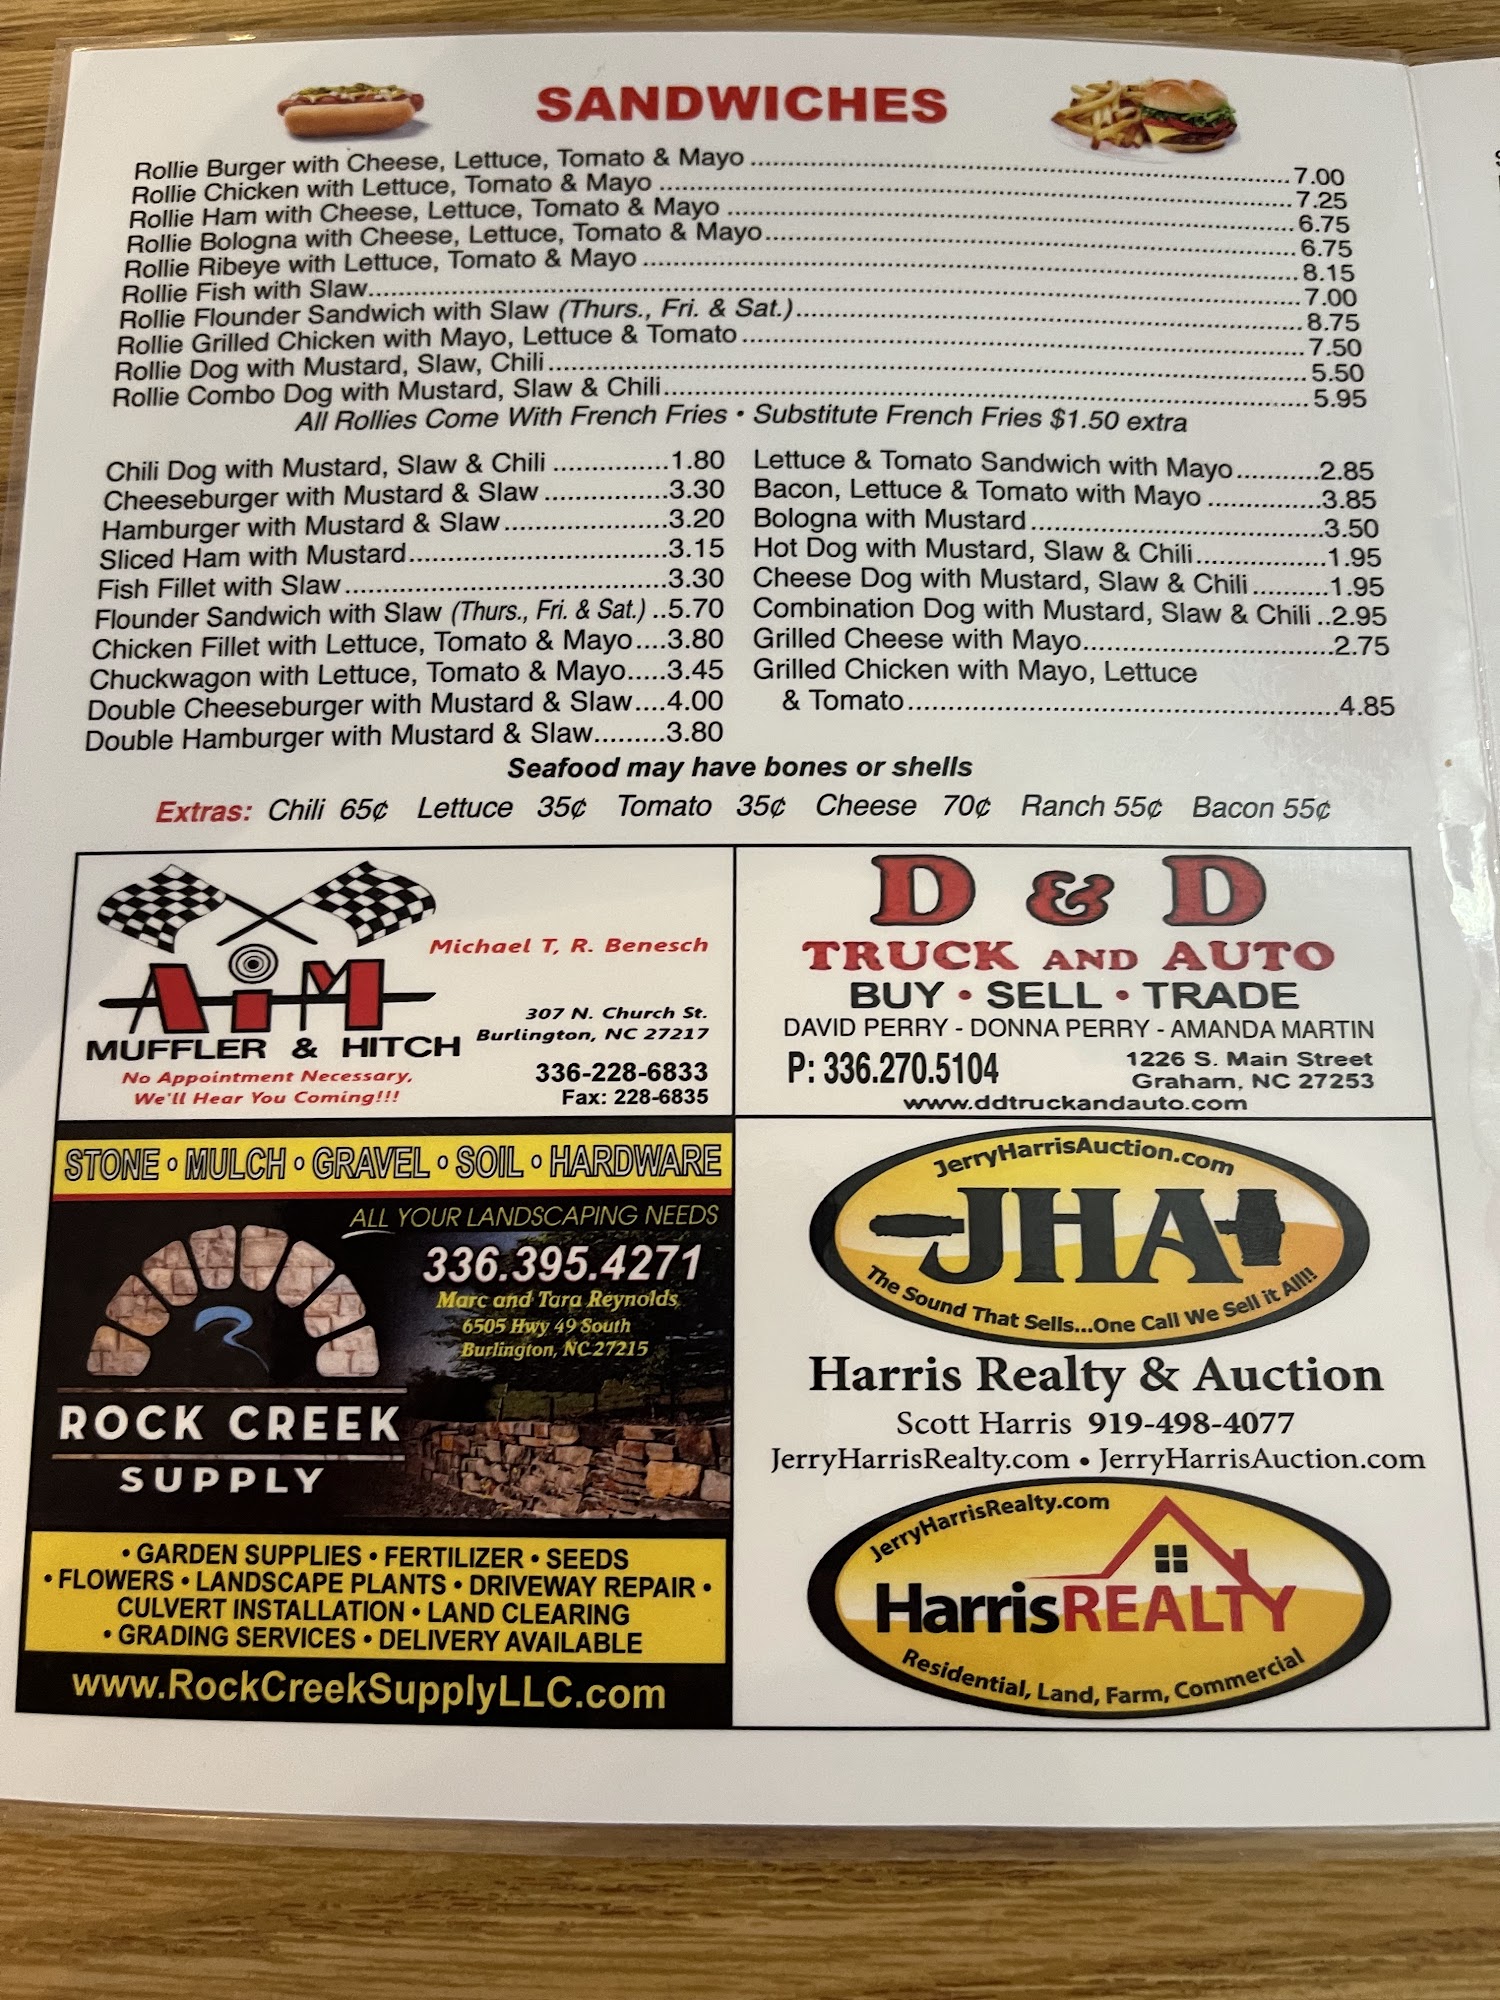 SANDWICHES
Rollie Burger with Cheese, Lettuce, Tomato & Mayo ........ 7.00
Rollie Chicken with Lettuce, Tomato & Mayo ........ 7.25
Rollie Ham with Cheese, Lettuce, Tomato & Mayo ........ 6.75
Rollie Bologna with Cheese, Lettuce, Tomato & Mayo ........ 6.75
Rollie Ribeye with Lettuce, Tomato & Mayo ........ 8.15
Rollie Fish with Slaw ........ 7.00
Rollie Flounder Sandwich with Slaw (Thurs., Fri. & Sat.) ........ 8.75
Rollie Grilled Chicken with Mayo, Lettuce & Tomato ........ 7.50
Rollie Dog with Mustard, Slaw, Chili ........ 5.50
Rollie Combo Dog with Mustard, Slaw & Chili ........ 5.95
All Rollies Come With French Fries • Substitute French Fries $1.50 extra
Chili Dog with Mustard, Slaw & Chili ........ 1.80
Cheeseburger with Mustard & Slaw ........ 3.30
Hamburger with Mustard & Slaw ........ 3.20
Sliced Ham with Mustard ........ 3.15
Fish Fillet with Slaw ........ 3.30
Flounder Sandwich with Slaw (Thurs., Fri. & Sat.) .. 5.70
Chicken Fillet with Lettuce, Tomato & Mayo .... 3.80
Chuckwagon with Lettuce, Tomato & Mayo ..... 3.45
Double Cheeseburger with Mustard & Slaw .... 4.00
Double Hamburger with Mustard & Slaw ......... 3.80
Lettuce & Tomato Sandwich with Mayo .......... 2.85
Bacon, Lettuce & Tomato with Mayo .............. 3.85
Bologna with Mustard ........ 3.50
Hot Dog with Mustard, Slaw & Chili ........ 1.95
Cheese Dog with Mustard, Slaw & Chili .......... 1.95
Combination Dog with Mustard, Slaw & Chili .. 2.95
Grilled Cheese with Mayo ........ 2.75
Grilled Chicken with Mayo, Lettuce
& Tomato ........ 4.85
Seafood may have bones or shells
Extras: Chili 65¢ Lettuce 35¢ Tomato 35¢ Cheese 70¢ Ranch 55¢ Bacon 55¢
AiM
MUFFLER & HITCH
No Appointment Necessary,
We'll Hear You Coming!!!
Michael T, R. Benesch
307 N. Church St.
Burlington, NC 27217
336-228-6833
Fax: 228-6835
D & D
TRUCK AND AUTO
BUY • SELL • TRADE
DAVID PERRY - DONNA PERRY - AMANDA MARTIN
P: 336.270.5104
1226 S. Main Street
Graham, NC 27253
www.ddtruckandauto.com
STONE • MULCH • GRAVEL • SOIL • HARDWARE
ALL YOUR LANDSCAPING NEEDS
336.395.4271
Marc and Tara Reynolds
6505 Hwy 49 South
Burlington, NC 27215
ROCK CREEK
SUPPLY
• GARDEN SUPPLIES • FERTILIZER • SEEDS
• FLOWERS • LANDSCAPE PLANTS • DRIVEWAY REPAIR •
CULVERT INSTALLATION • LAND CLEARING
• GRADING SERVICES • DELIVERY AVAILABLE
www.RockCreekSupplyLLC.com
JerryHarrisAuction.com
JHA
The Sound That Sells...One Call We Sell it All!!
Harris Realty & Auction
Scott Harris 919-498-4077
JerryHarrisRealty.com • JerryHarrisAuction.com
JerryHarrisRealty.com
HarrisREALTY
Residential, Land, Farm, Commercial